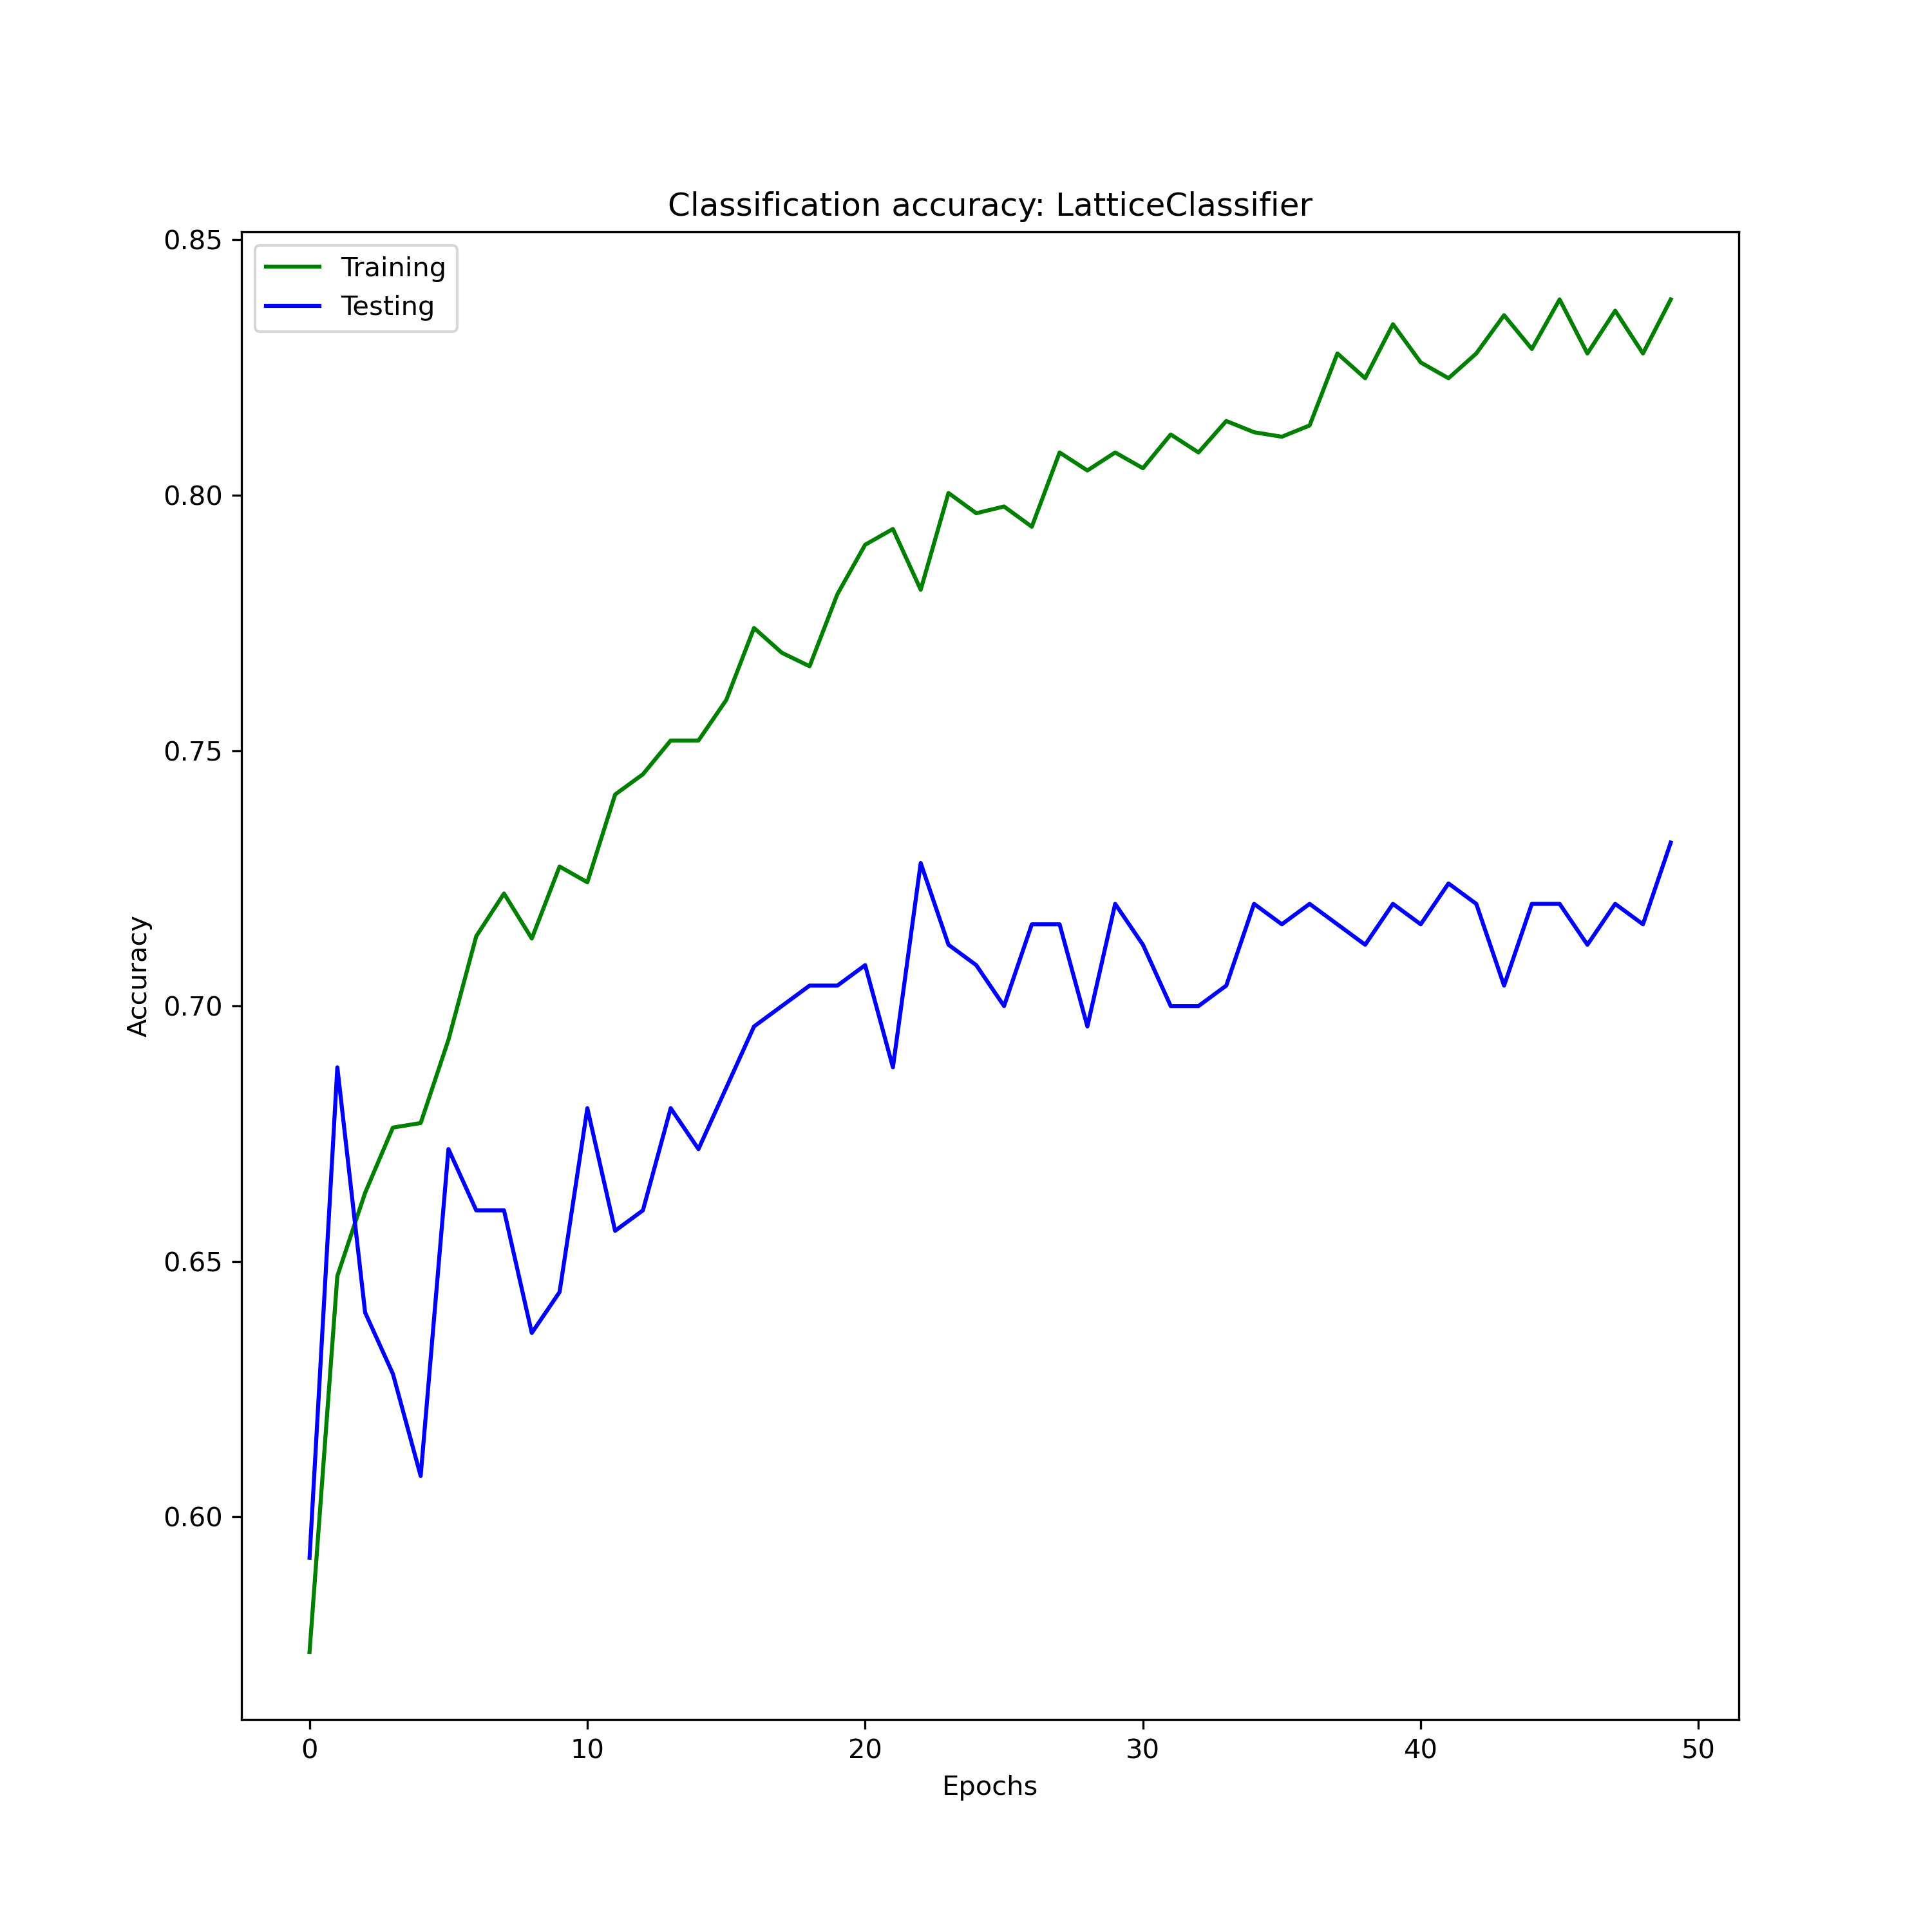 Classification accuracy: LatticeClassifier
Training
Testing
Accuracy
0.85
0.80
0.75
0.70
0.65
0.60
0 10 20 30 40 50
Epochs